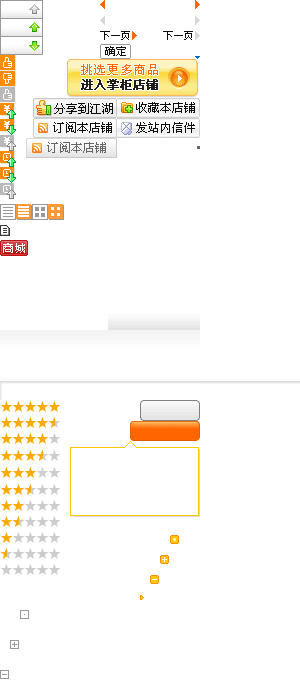 下一页 下一页
确定
挑选更多商品
进入掌柜店铺
分享到江湖 收藏本店铺
订阅本店铺 发站内信件
订阅本店铺
商城